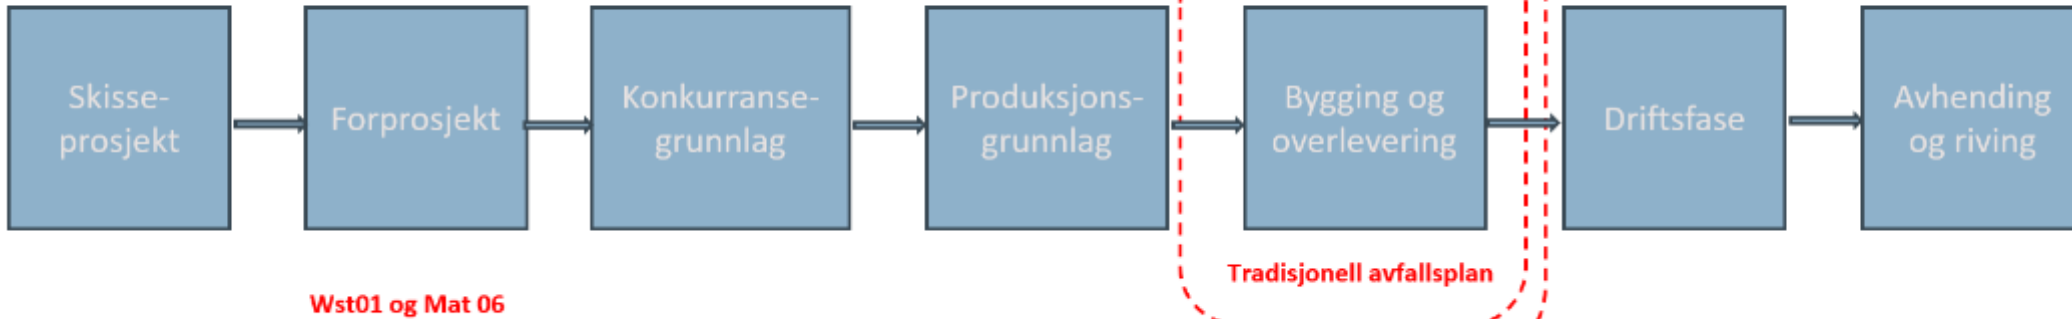 Skisse-
prosjekt
Forprosjekt
Konkurranse-
grunnlag
Produksjons-
grunnlag
Bygging og
overlevering
Driftsfase
Avhending
og riving
Tradisjonell avfallsplan
Wst01 og Mat 06